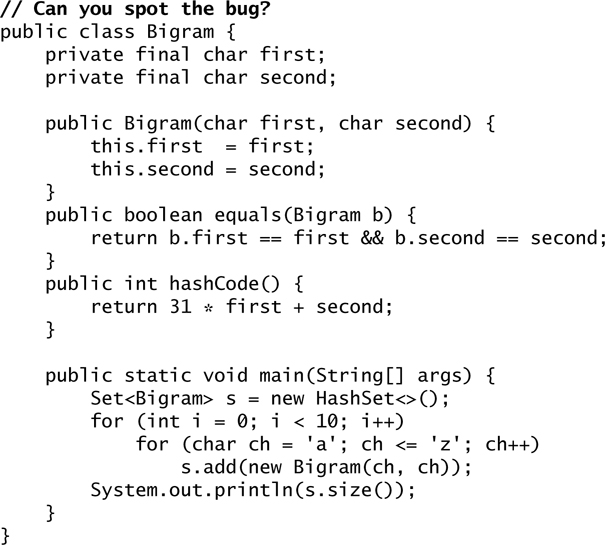 // Can you spot the bug?
public class Bigram {
    private final char first;
    private final char second;

    public Bigram(char first, char second) {
        this.first  = first;
        this.second = second;
    }
    public boolean equals(Bigram b) {
        return b.first == first && b.second == second;
    }
    public int hashCode() {
        return 31 * first + second;
    }

    public static void main(String[] args) {
        Set<Bigram> s = new HashSet<>();
        for (int i = 0; i < 10; i++)
            for (char ch = 'a'; ch <= 'z'; ch++)
                s.add(new Bigram(ch, ch));
        System.out.println(s.size());
    }
}